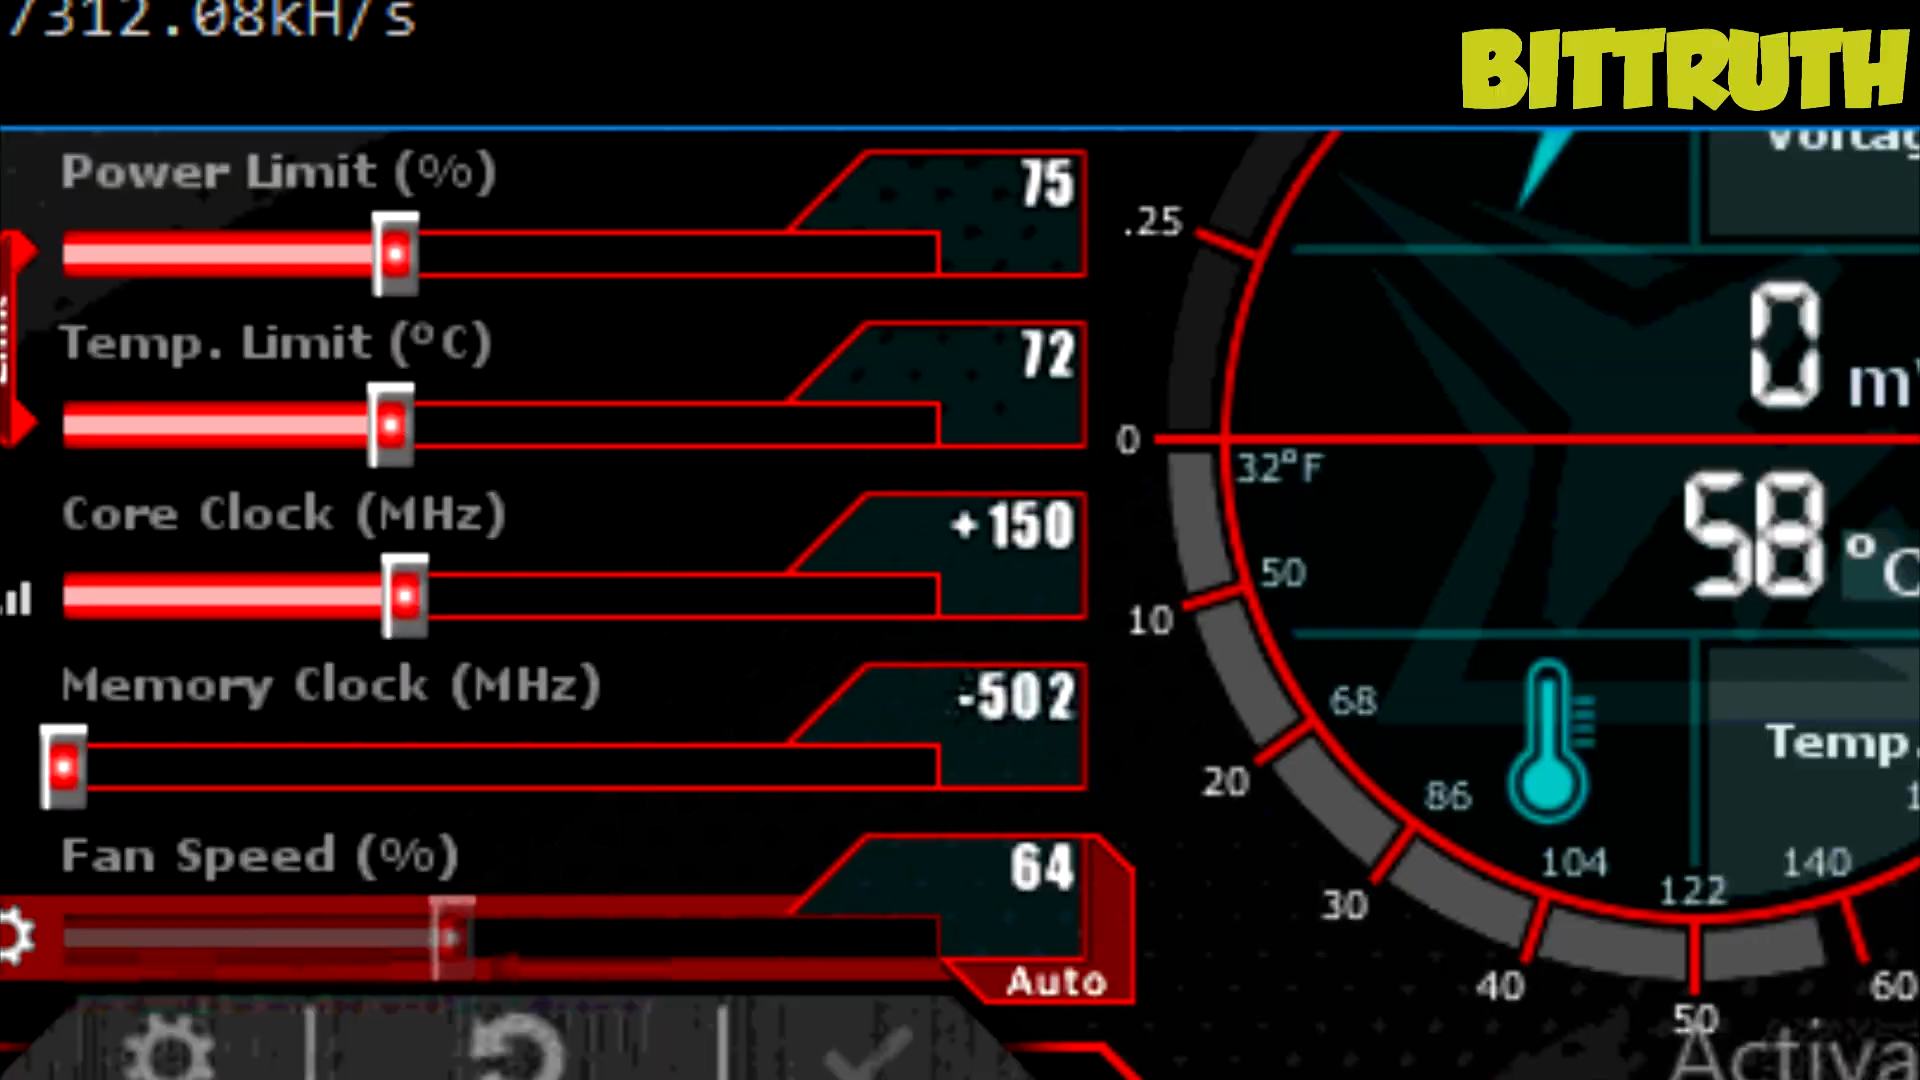 /312.08kH/s
BITTRUTH
Power Limit (%)
75
Temp. Limit (°C)
72
Core Clock (MHz)
+150
Memory Clock (MHz)
-502
Fan Speed (%)
64
Auto
.25
0
32°F
50
10
68
20
86
30
104
40
122
50
140
60
0
58 °C
Temp.